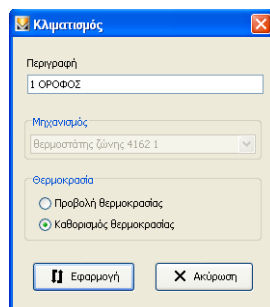 Κλιματισμός
Περιγραφή
1 ΟΡΟΦΟΣ
Μηχανισμός
θερμοστάτης ζώνης 4162 1
Θερμοκρασία
Προβολή θερμοκρασίας
Καθορισμός θερμοκρασίας
Εφαρμογή
Ακύρωση